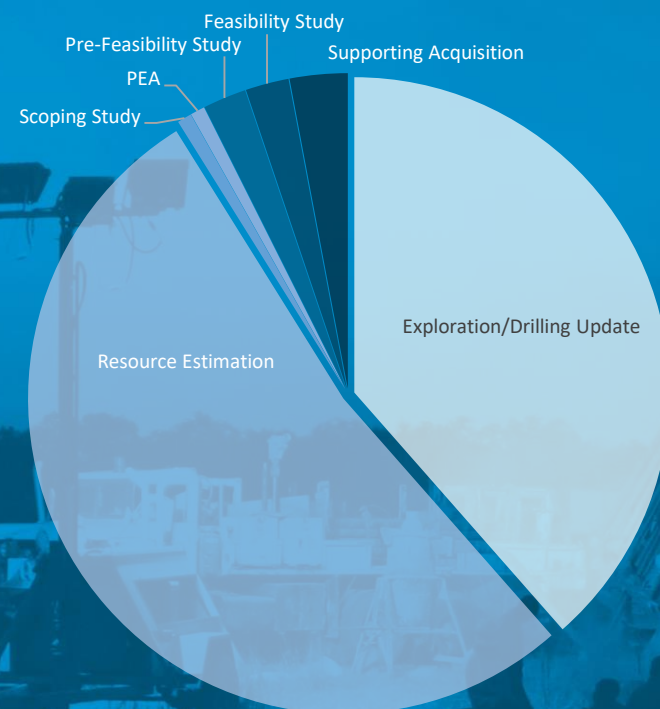 Feasibility Study
Pre-Feasibility Study
Supporting Acquisition
PEA
Scoping Study
Exploration/Drilling Update
Resource Estimation